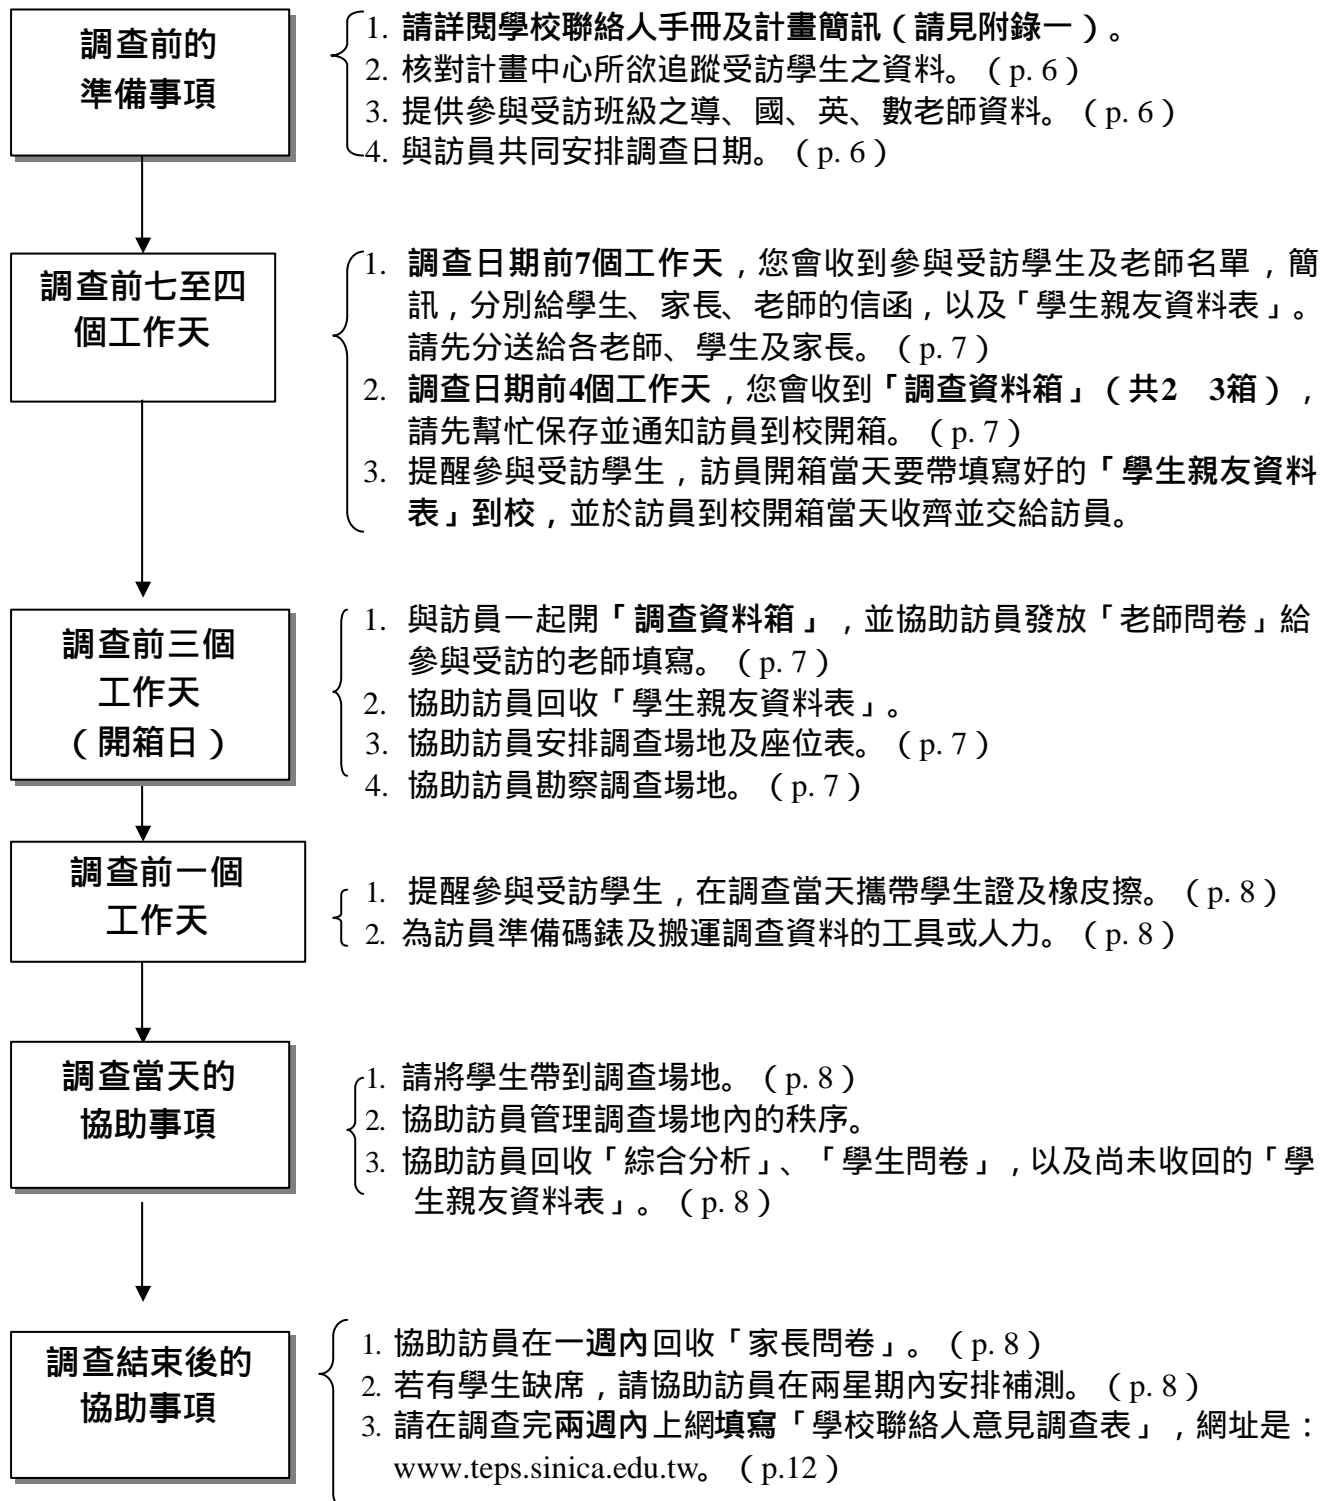 調查前的
準備事項
1. 請詳閱學校聯絡人手冊及計畫簡訊（請見附錄一）。
2. 核對計畫中心所欲追蹤受訪學生之資料。（p. 6）
3. 提供參與受訪班級之導、國、英、數老師資料。（p. 6）
4. 與訪員共同安排調查日期。（p. 6）
調查前七至四
個工作天
1. 調查日期前7個工作天，您會收到參與受訪學生及老師名單，簡
訊，分別給學生、家長、老師的信函，以及「學生親友資料表」。
請先分送給各老師、學生及家長。（p. 7）
2. 調查日期前4個工作天，您會收到「調查資料箱」（共2 3箱），
請先幫忙保存並通知訪員到校開箱。（p. 7）
3. 提醒參與受訪學生，訪員開箱當天要帶填寫好的「學生親友資料
表」到校，並於訪員到校開箱當天收齊並交給訪員。
調查前三個
工作天
（開箱日）
1. 與訪員一起開「調查資料箱」，並協助訪員發放「老師問卷」給
參與受訪的老師填寫。（p. 7）
2. 協助訪員回收「學生親友資料表」。
3. 協助訪員安排調查場地及座位表。（p. 7）
4. 協助訪員勘察調查場地。（p. 7）
調查前一個
工作天
1. 提醒參與受訪學生，在調查當天攜帶學生證及橡皮擦。（p. 8）
2. 為訪員準備碼錶及搬運調查資料的工具或人力。（p. 8）
調查當天的
協助事項
1. 請將學生帶到調查場地。（p. 8）
2. 協助訪員管理調查場地內的秩序。
3. 協助訪員回收「綜合分析」、「學生問卷」，以及尚未收回的「學
生親友資料表」。（p. 8）
調查結束後的
協助事項
1. 協助訪員在一週內回收「家長問卷」。（p. 8）
2. 若有學生缺席，請協助訪員在兩星期內安排補測。（p. 8）
3. 請在調查完兩週內上網填寫「學校聯絡人意見調查表」，網址是：
www.teps.sinica.edu.tw。（p.12）